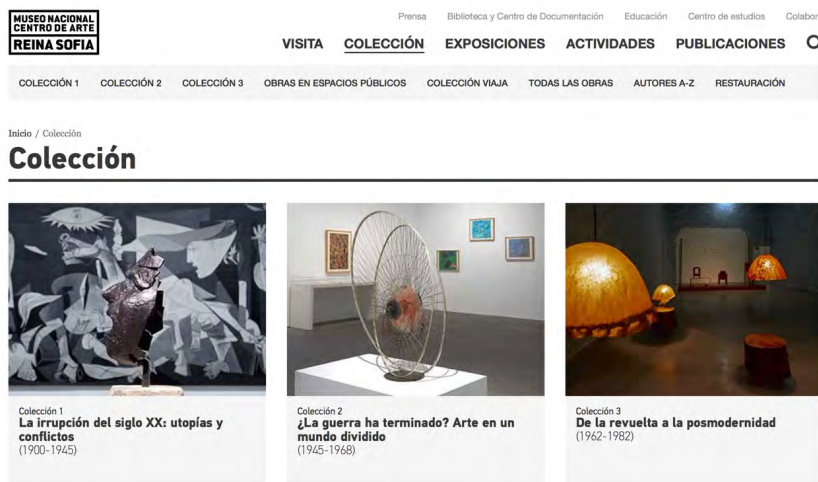 MUSEO NACIONAL
CENTRO DE ARTE
REINA SOFIA
Prensa Biblioteca y Centro de Documentación Educación Centro de estudios
VISITA COLECCIÓN EXPOSICIONES ACTIVIDADES PUBLICACIONES
COLECCIÓN 1 COLECCIÓN 2 COLECCIÓN 3 OBRAS EN ESPACIOS PÚBLICOS COLECCIÓN VIAJA TODAS LAS OBRAS AUTORES A-Z RESTAURACIÓN
Inicio / Colección
Colección
Colección 1
La irrupción del siglo XX: utopías y
conflictos
(1900-1945)
Colección 2
¿La guerra ha terminado? Arte en un
mundo dividido
(1945-1968)
Colección 3
De la revuelta a la posmodernidad
(1962-1982)